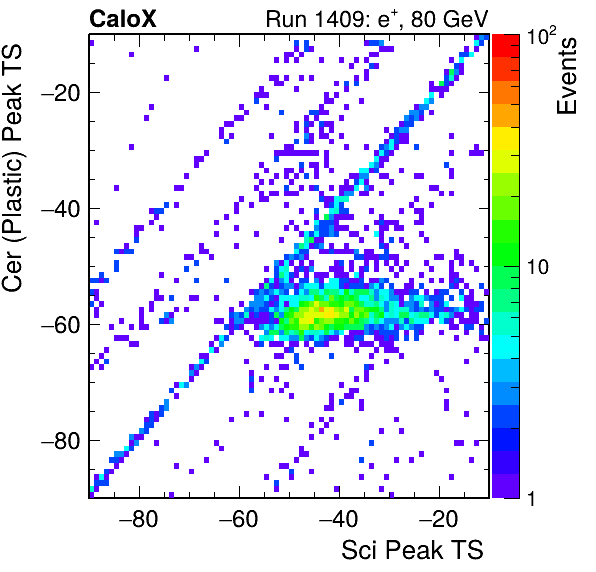 CaloX Run 1409: e⁺, 80 GeV
Cer (Plastic) Peak TS
−20
−40
−60
−80
−80 −60 −40 −20
Sci Peak TS
10²
10
1
Events